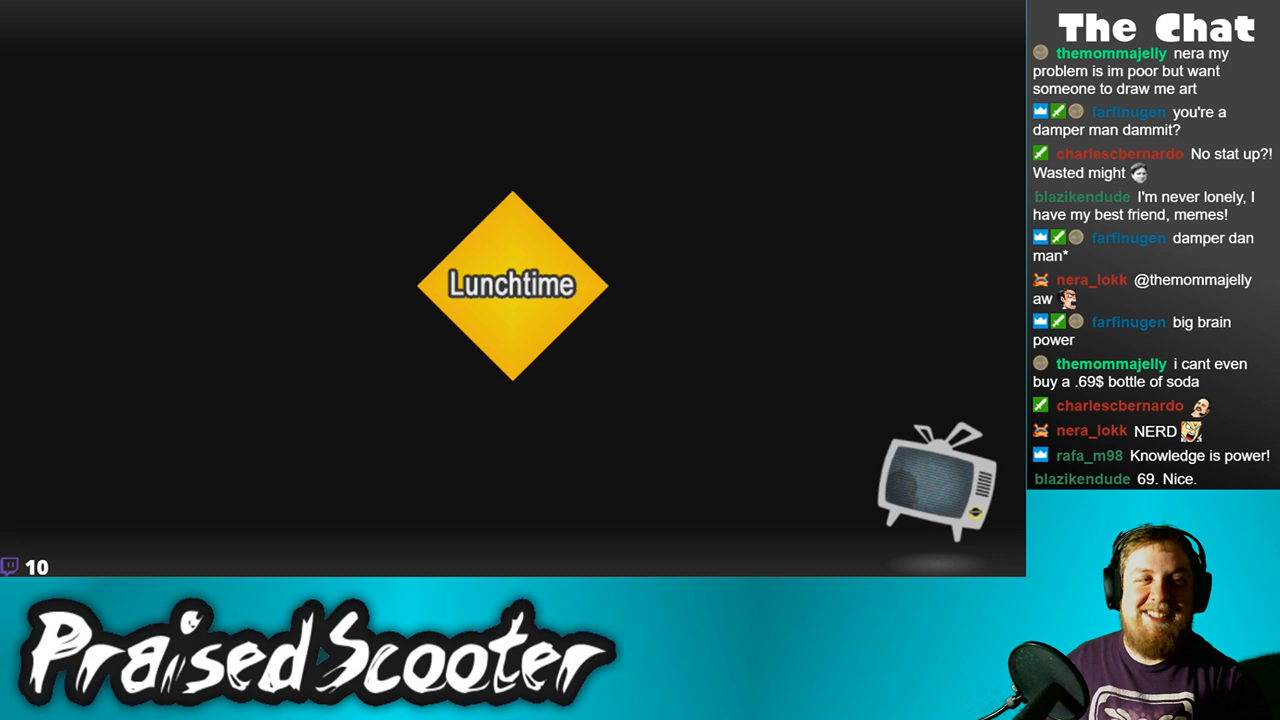 The Chat
themommajelly nera my
problem is im poor but want
someone to draw me art
farfinugen you're a
damper man dammit?
charlescbernardo No stat up?!
Wasted might
blazikendude I'm never lonely, I
have my best friend, memes!
farfinugen damper dan
man*
nera_lokk @themommajelly
aw
farfinugen big brain
power
themommajelly i cant even
buy a .69$ bottle of soda
charlescbernardo
nera_lokk NERD
rafa_m98 Knowledge is power!
blazikendude 69. Nice.
Lunchtime
10
PraisedScooter